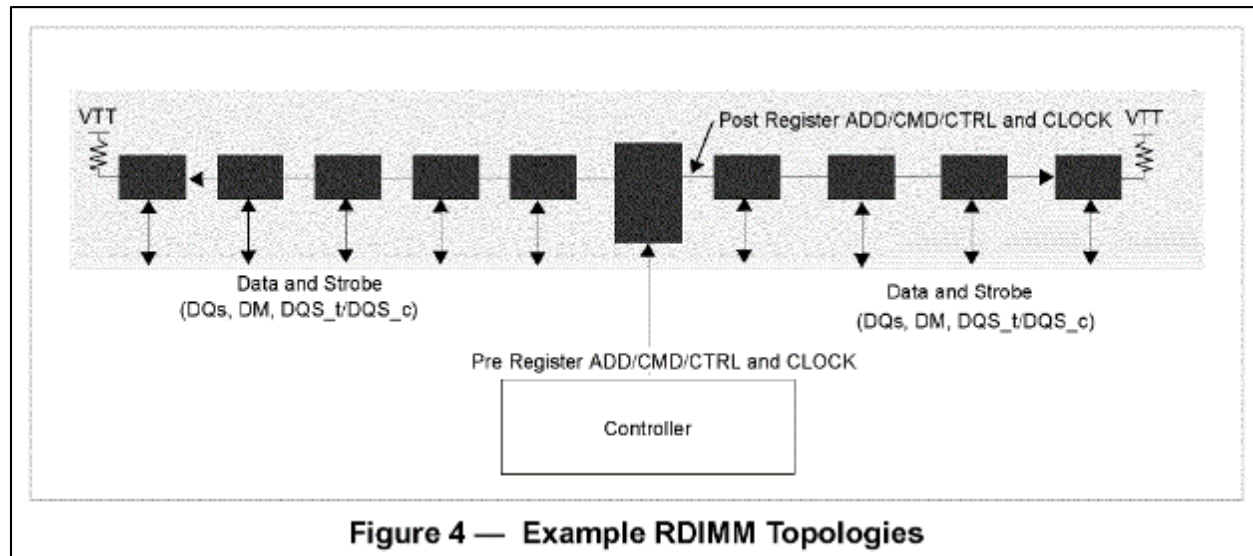 VTT
Post Register ADD/CMD/CTRL and CLOCK
VTT
Data and Strobe
(DQs, DM, DQS_t/DQS_c)
Data and Strobe
(DQs, DM, DQS_t/DQS_c)
Pre Register ADD/CMD/CTRL and CLOCK
Controller
Figure 4 — Example RDIMM Topologies